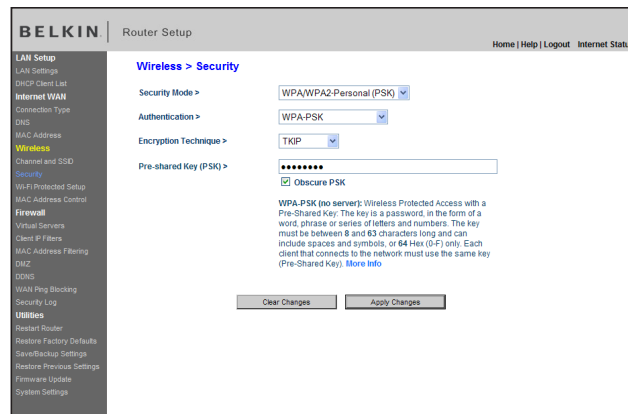 BELKIN.
Router Setup
Home | Help | Logout Internet Statu
LAN Setup
LAN Settings
DHCP Client List
Internet WAN
Connection Type
DNS
MAC Address
Wireless
Channel and SSID
Security
Wi-Fi Protected Setup
MAC Address Control
Firewall
Virtual Servers
Client IP Filters
MAC Address Filtering
DMZ
DDNS
WAN Ping Blocking
Security Log
Utilities
Restart Router
Restore Factory Defaults
Save/Backup Settings
Restore Previous Settings
Firmware Update
System Settings
Wireless > Security
Security Mode > WPA/WPA2-Personal (PSK)
Authentication > WPA-PSK
Encryption Technique > TKIP
Pre-shared Key (PSK) > ••••••••
Obscure PSK
WPA-PSK (no server): Wireless Protected Access with a
Pre-Shared Key: The key is a password, in the form of a
word, phrase or series of letters and numbers. The key
must be between 8 and 63 characters long and can
include spaces and symbols, or 64 Hex (0-F) only. Each
client that connects to the network must use the same key
(Pre-Shared Key). More Info
Clear Changes Apply Changes